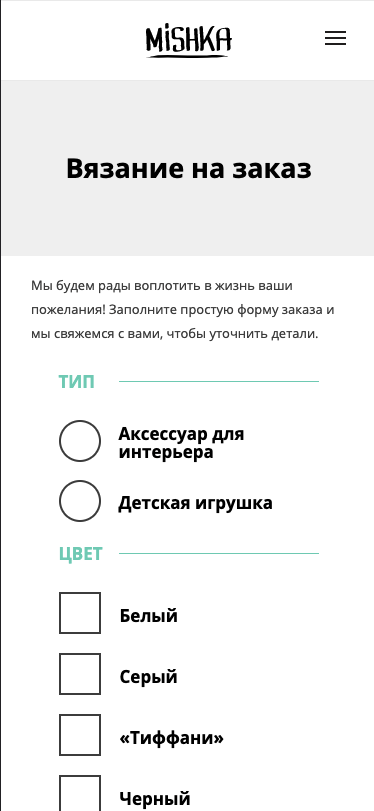 MiSHKA
Вязание на заказ
Мы будем рады воплотить в жизнь ваши
пожелания! Заполните простую форму заказа и
мы свяжемся с вами, чтобы уточнить детали.
ТИП
Аксессуар для
интерьера
Детская игрушка
ЦВЕТ
Белый
Серый
«Тиффани»
Черный